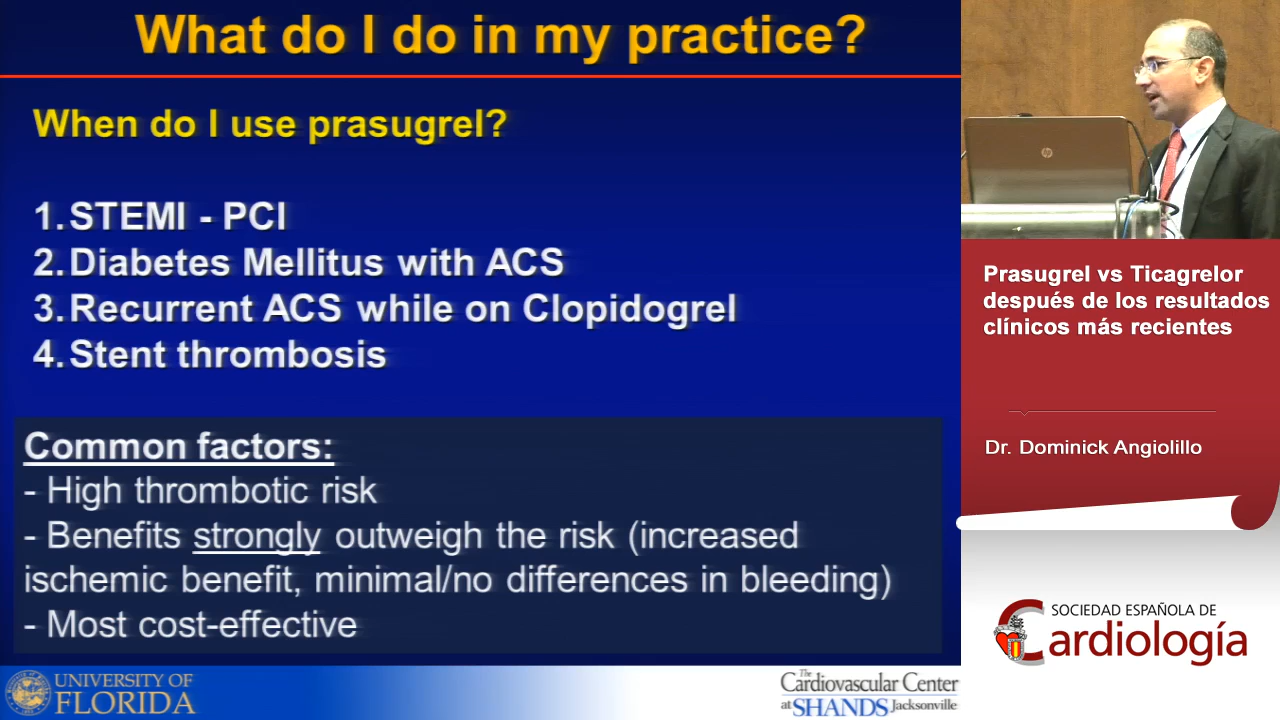 What do I do in my practice?
When do I use prasugrel?
1. STEMI - PCI
2. Diabetes Mellitus with ACS
3. Recurrent ACS while on Clopidogrel
4. Stent thrombosis
Common factors:
- High thrombotic risk
- Benefits strongly outweigh the risk (increased
ischemic benefit, minimal/no differences in bleeding)
- Most cost-effective
UNIVERSITY OF
FLORIDA
The
Cardiovascular Center
at SHANDS Jacksonville
hp
Prasugrel vs Ticagrelor
después de los resultados
clínicos más recientes
Dr. Dominick Angiolillo
SOCIEDAD ESPAÑOLA DE
Cardiología